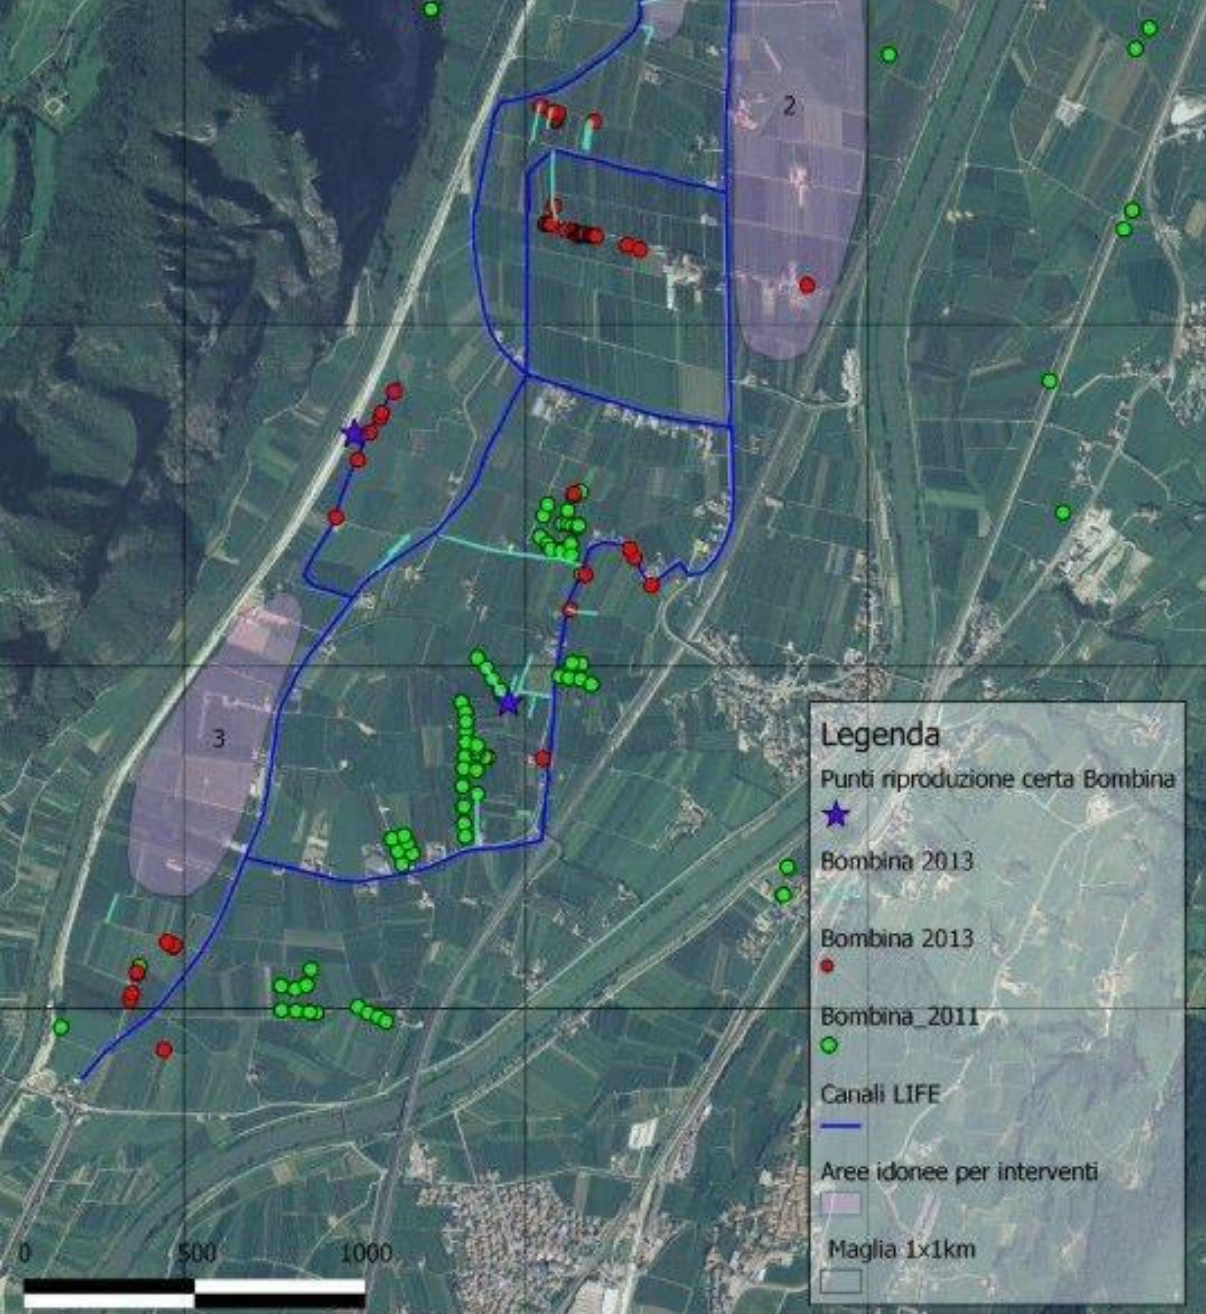 2
3
Legenda
Punti riproduzione certa Bombina
Bombina 2013
Bombina 2013
Bombina_2011
Canali LIFE
Aree idonee per interventi
Maglia 1x1km
0 500 1000